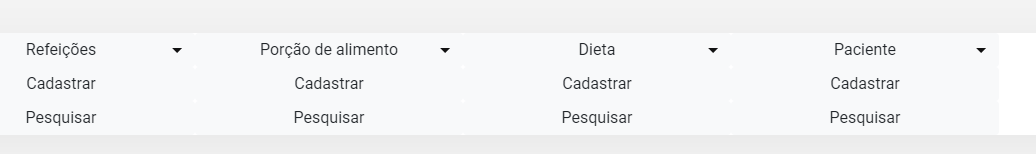 Refeições Porção de alimento Dieta Paciente
Cadastrar Cadastrar Cadastrar Cadastrar
Pesquisar Pesquisar Pesquisar Pesquisar